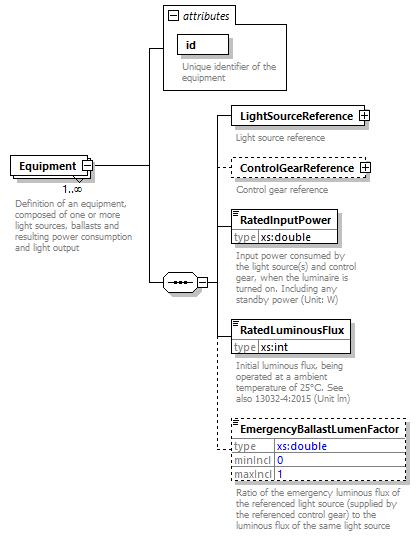 attributes
id
Unique identifier of the
equipment
Equipment
1..∞
Definition of an equipment,
composed of one or more
light sources, ballasts and
resulting power consumption
and light output
LightSourceReference
Light source reference
ControlGearReference
Control gear reference
RatedInputPower
type xs:double
Input power consumed by
the light source(s) and control
gear, when the luminaire is
turned on. Including any
standby power (Unit: W)
RatedLuminousFlux
type xs:int
Initial luminous flux, being
operated at a ambient
temperature of 25°C. See
also 13032-4:2015 (Unit lm)
EmergencyBallastLumenFactor
type xs:double
minIncl 0
maxIncl 1
Ratio of the emergency luminous flux of
the referenced light source (supplied by
the referenced control gear) to the
luminous flux of the same light source